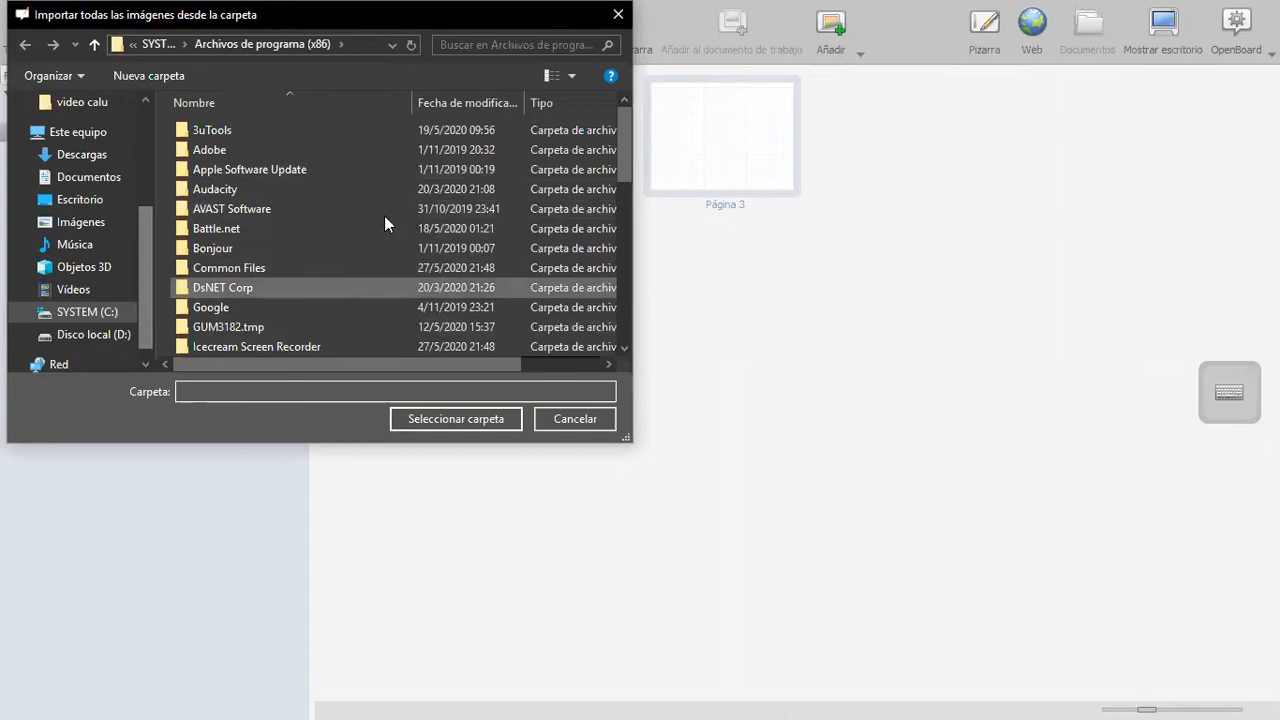 Importar todas las imágenes desde la carpeta
« SYST... › Archivos de programa (x86) ›
Buscar en Archivos de progra...
Organizar
Nueva carpeta
Nombre
Fecha de modifica...
Tipo
3uTools 19/5/2020 09:56 Carpeta de archiv
Adobe 1/11/2019 20:32 Carpeta de archiv
Apple Software Update 1/11/2019 00:19 Carpeta de archiv
Audacity 20/3/2020 21:08 Carpeta de archiv
AVAST Software 31/10/2019 23:41 Carpeta de archiv
Battle.net 18/5/2020 01:21 Carpeta de archiv
Bonjour 1/11/2019 00:07 Carpeta de archiv
Common Files 27/5/2020 21:48 Carpeta de archiv
DsNET Corp 20/3/2020 21:26 Carpeta de archiv
Google 4/11/2019 23:21 Carpeta de archiv
GUM3182.tmp 12/5/2020 15:37 Carpeta de archiv
Icecream Screen Recorder 27/5/2020 21:48 Carpeta de archiv
video calu
Este equipo
Descargas
Documentos
Escritorio
Imágenes
Música
Objetos 3D
Vídeos
SYSTEM (C:)
Disco local (D:)
Red
Carpeta:
Seleccionar carpeta
Cancelar
Añadir al documento de trabajo
Añadir
Pizarra
Web
Documentos
Mostrar escritorio
OpenBoard
Página 3